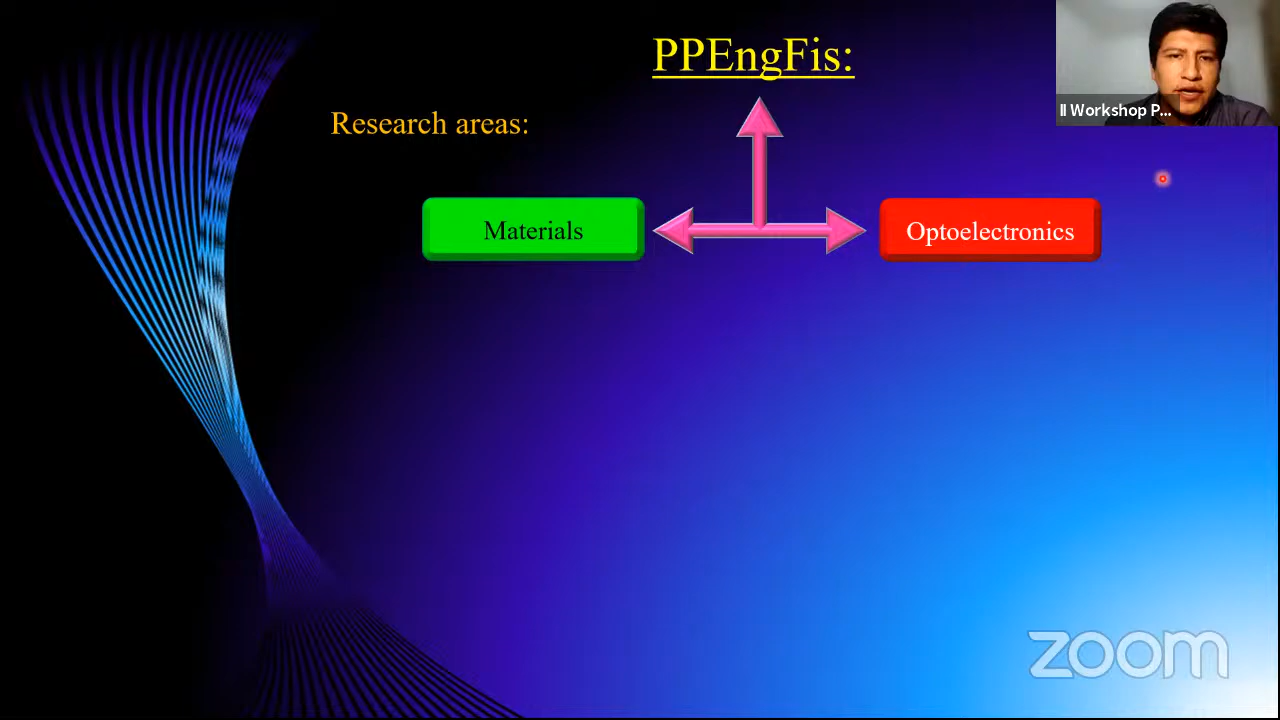 PPEngFis:
II Workshop P...
Research areas:
Materials
Optoelectronics
zoom